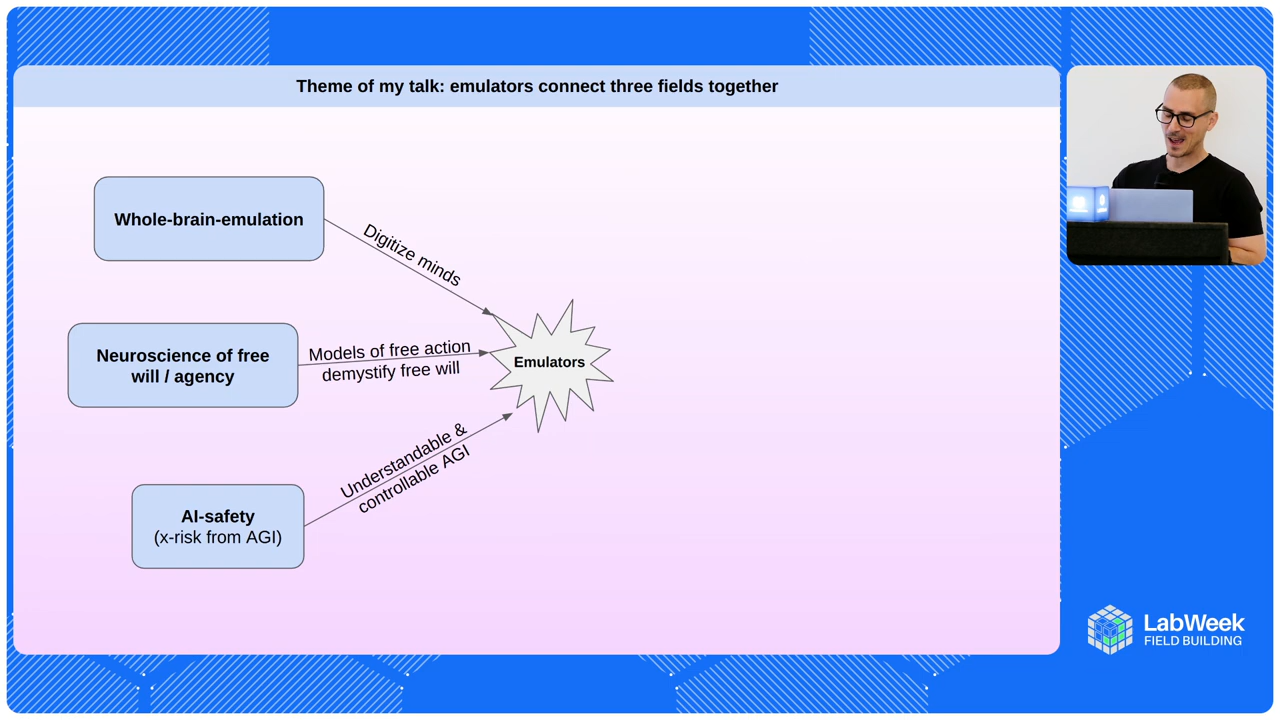 Theme of my talk: emulators connect three fields together
Whole-brain-emulation
Digitize minds
Neuroscience of free
will / agency
Models of free action
demystify free will
Emulators
Understandable &
controllable AGI
AI-safety
(x-risk from AGI)
LabWeek
FIELD BUILDING